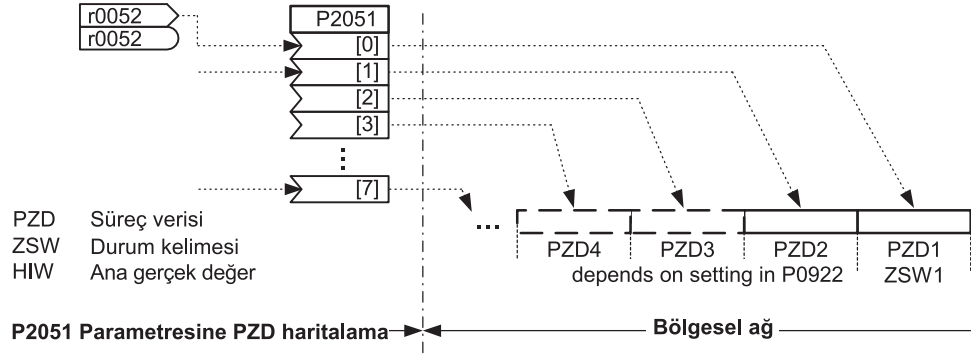 r0052
r0052
P2051
[0]
[1]
[2]
[3]
[7]
PZD Süreç verisi
ZSW Durum kelimesi
HIW Ana gerçek değer
... PZD4 PZD3 PZD2 PZD1
depends on setting in P0922 ZSW1
P2051 Parametresine PZD haritalama
Bölgesel ağ